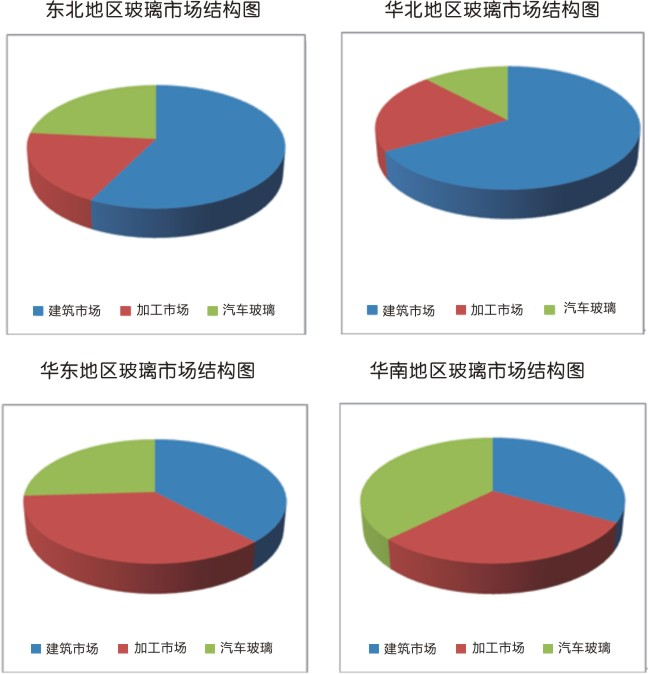 东北地区玻璃市场结构图
华北地区玻璃市场结构图
建筑市场 加工市场 汽车玻璃
建筑市场 加工市场 汽车玻璃
华东地区玻璃市场结构图
华南地区玻璃市场结构图
建筑市场 加工市场 汽车玻璃
建筑市场 加工市场 汽车玻璃